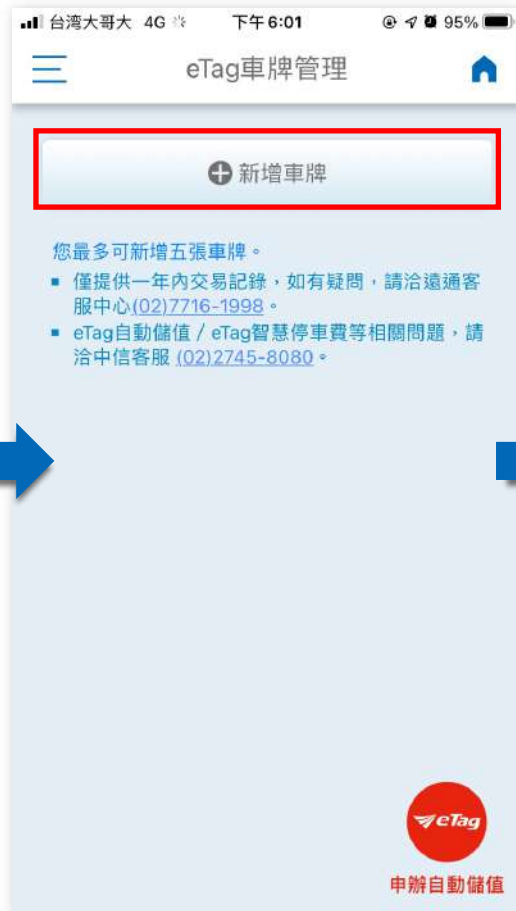 台湾大哥大 4G 下午6:01 95%
eTag車牌管理
新增車牌
您最多可新增五張車牌。
▪ 僅提供一年內交易記錄，如有疑問，請洽遠通客
服中心(02)7716-1998。
▪ eTag自動儲值 / eTag智慧停車費等相關問題，請
洽中信客服 (02)2745-8080。
eTag
申辦自動儲值